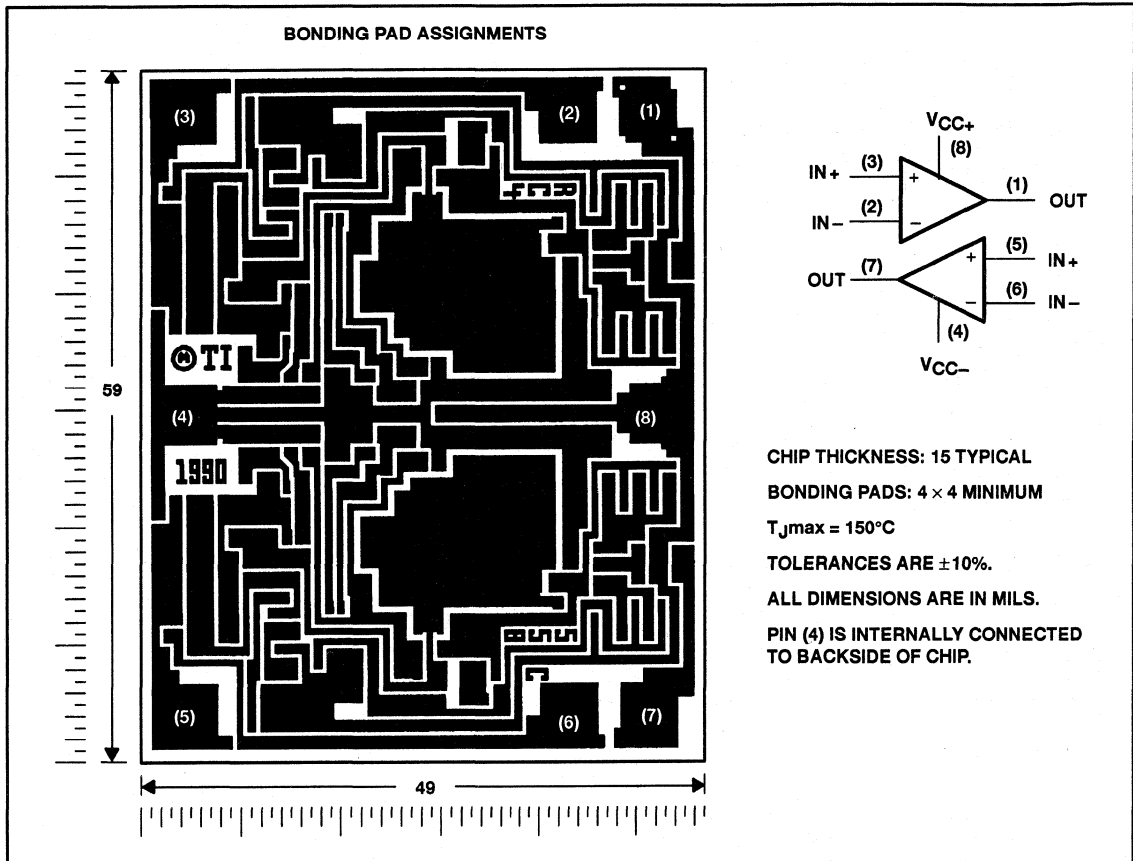 BONDING PAD ASSIGNMENTS
(3)
(2)
(1)
©TI
(4)
(8)
1990
(5)
(6)
(7)
59
49
VCC+
(8)
IN+
(3)
+
(1)
OUT
IN−
(2)
−
(5)
IN+
+
OUT
(7)
(6)
IN−
−
(4)
VCC−
CHIP THICKNESS: 15 TYPICAL
BONDING PADS: 4 × 4 MINIMUM
TJmax = 150°C
TOLERANCES ARE ±10%.
ALL DIMENSIONS ARE IN MILS.
PIN (4) IS INTERNALLY CONNECTED
TO BACKSIDE OF CHIP.